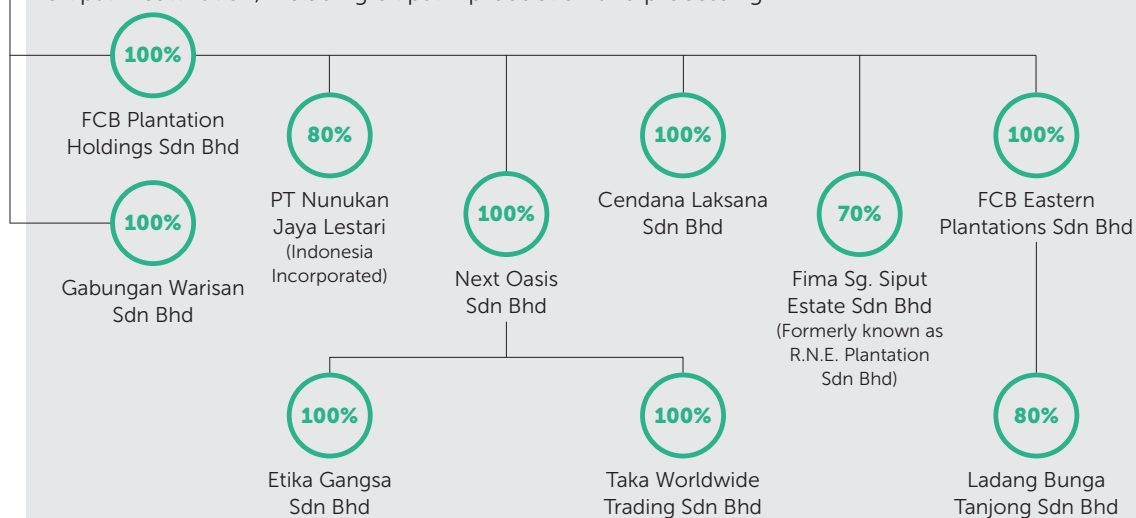 100%
FCB Plantation
Holdings Sdn Bhd
100%
Gabungan Warisan
Sdn Bhd
80%
PT Nunukan
Jaya Lestari
(Indonesia
Incorporated)
100%
Next Oasis
Sdn Bhd
100%
Cendana Laksana
Sdn Bhd
70%
Fima Sg. Siput
Estate Sdn Bhd
(Formerly known as
R.N.E. Plantation
Sdn Bhd)
100%
FCB Eastern
Plantations Sdn Bhd
100%
Etika Gangsa
Sdn Bhd
100%
Taka Worldwide
Trading Sdn Bhd
80%
Ladang Bunga
Tanjong Sdn Bhd